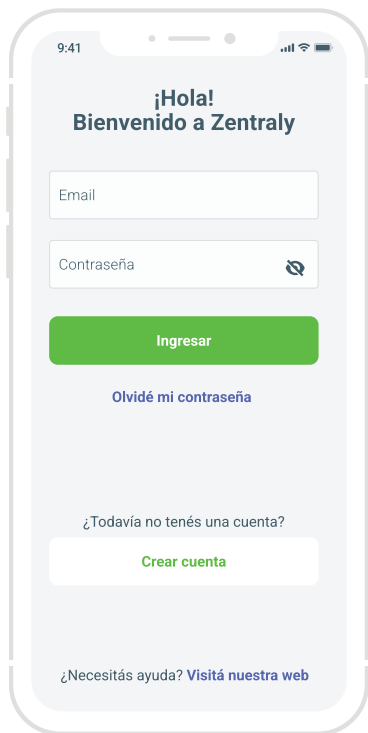 9:41
¡Hola!
Bienvenido a Zentraly
Email
Contraseña
Ingresar
Olvidé mi contraseña
¿Todavía no tenés una cuenta?
Crear cuenta
¿Necesitás ayuda? Visitá nuestra web